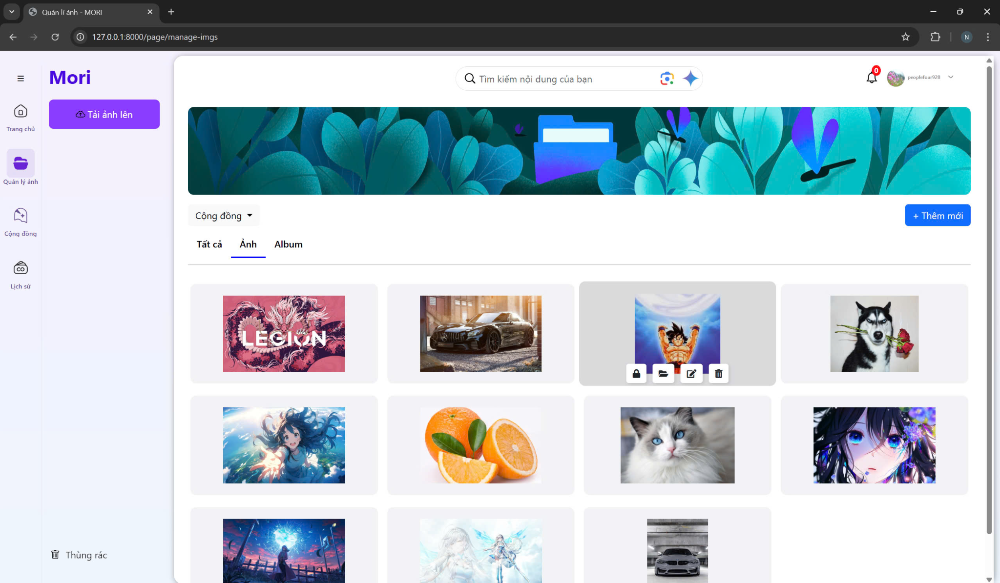 Quản lí ảnh - MORI
127.0.0.1:8000/page/manage-imgs
N
Mori
Tải ảnh lên
Trang chủ
Quản lý ảnh
Cộng đồng
CO
Lịch sử
Thùng rác
Tìm kiếm nội dung của bạn
0
peoplefour928
Cộng đồng
+ Thêm mới
Tất cả
Ảnh
Album
LEGION